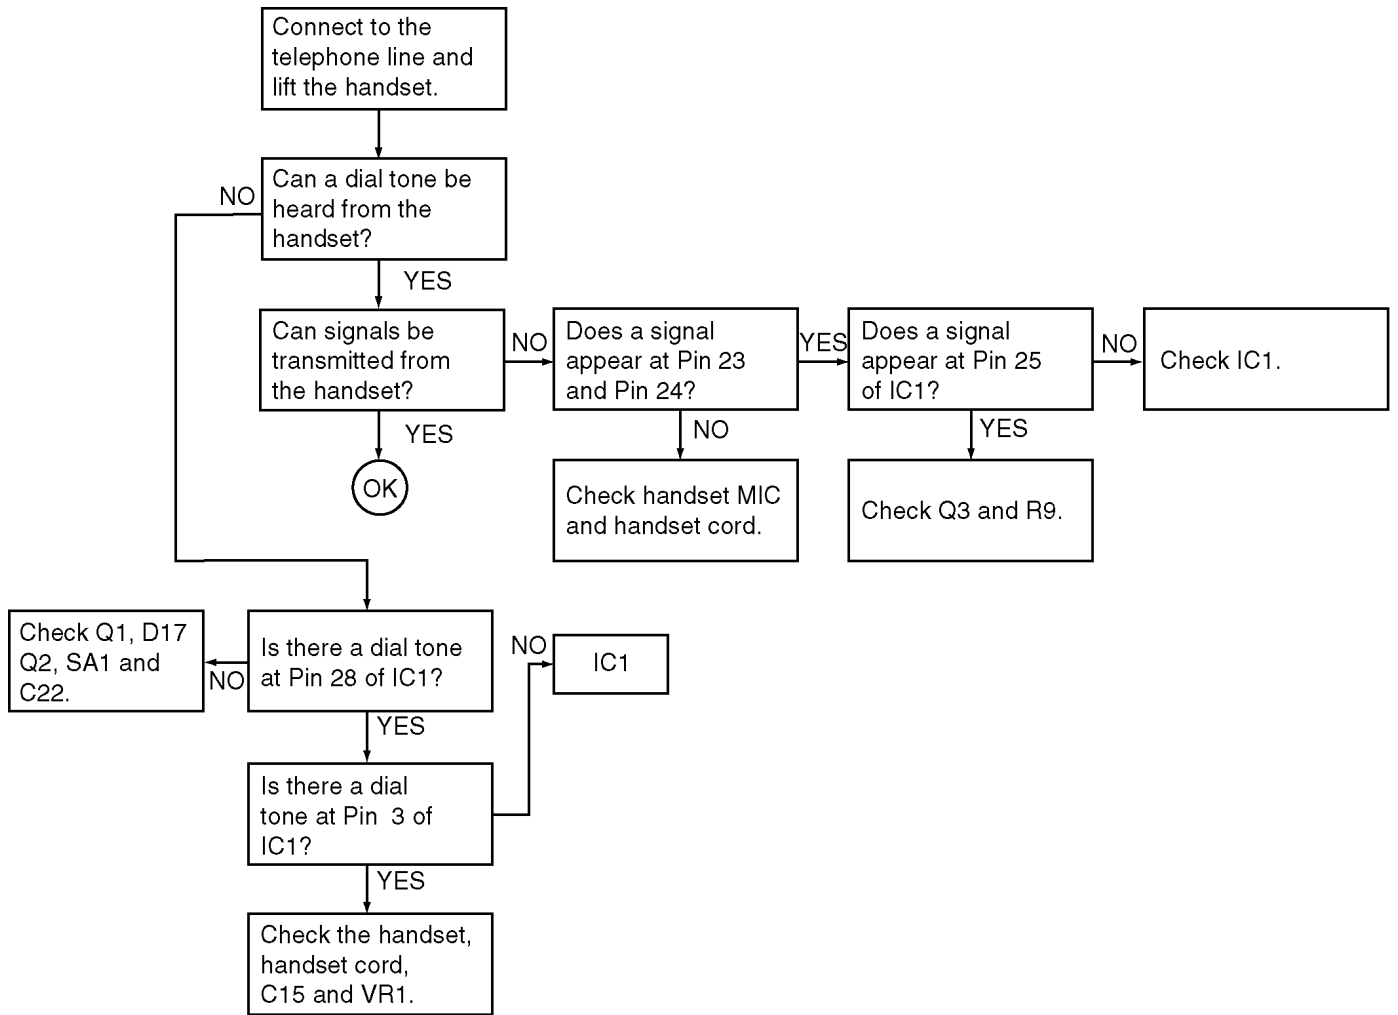 Connect to the
telephone line and
lift the handset.
NO
Can a dial tone be
heard from the
handset?
YES
Can signals be
transmitted from
the handset?
NO
Does a signal
appear at Pin 23
and Pin 24?
YES
Does a signal
appear at Pin 25
of IC1?
NO
Check IC1.
YES
OK
NO
Check handset MIC
and handset cord.
YES
Check Q3 and R9.
Check Q1, D17
Q2, SA1 and
C22.
NO
Is there a dial tone
at Pin 28 of IC1?
NO
IC1
YES
Is there a dial
tone at Pin  3 of
IC1?
YES
Check the handset,
handset cord,
C15 and VR1.